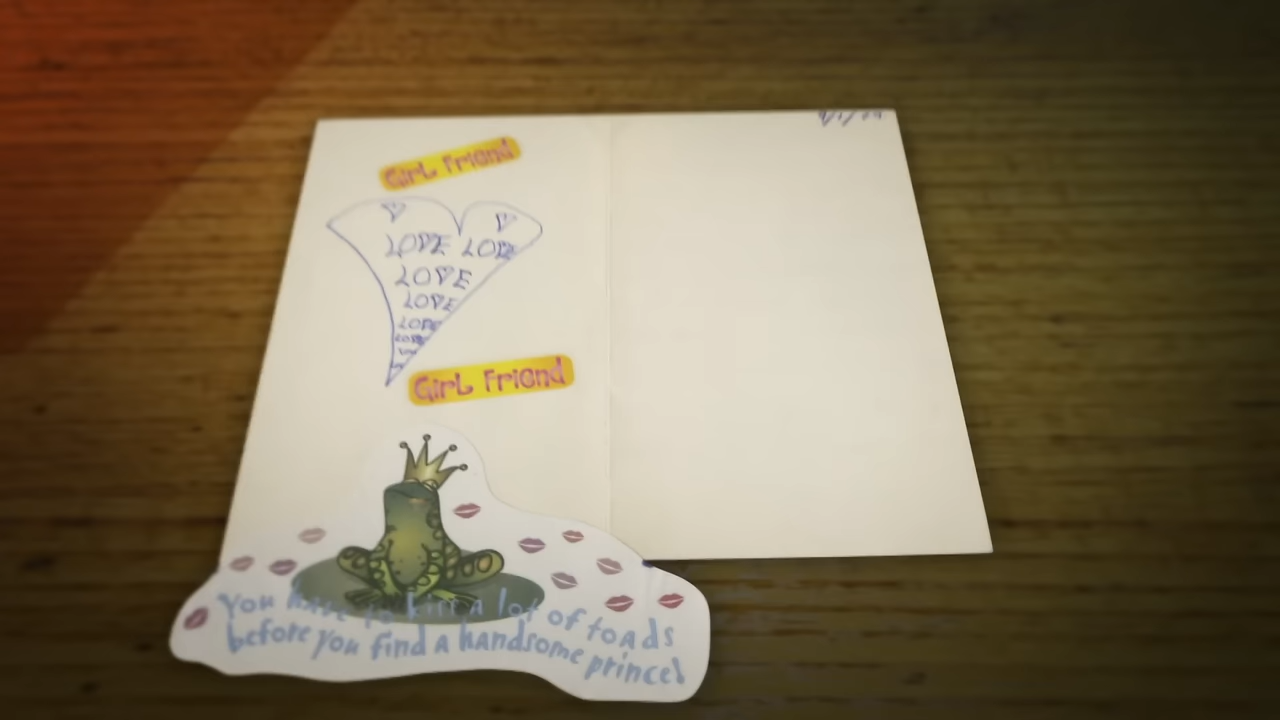 GirL Friend
LOVE LOVE
LOVE
LOVE
LOVE
LOVE
GirL Friend
You have to kiss a lot of toads
before you find a handsome prince!